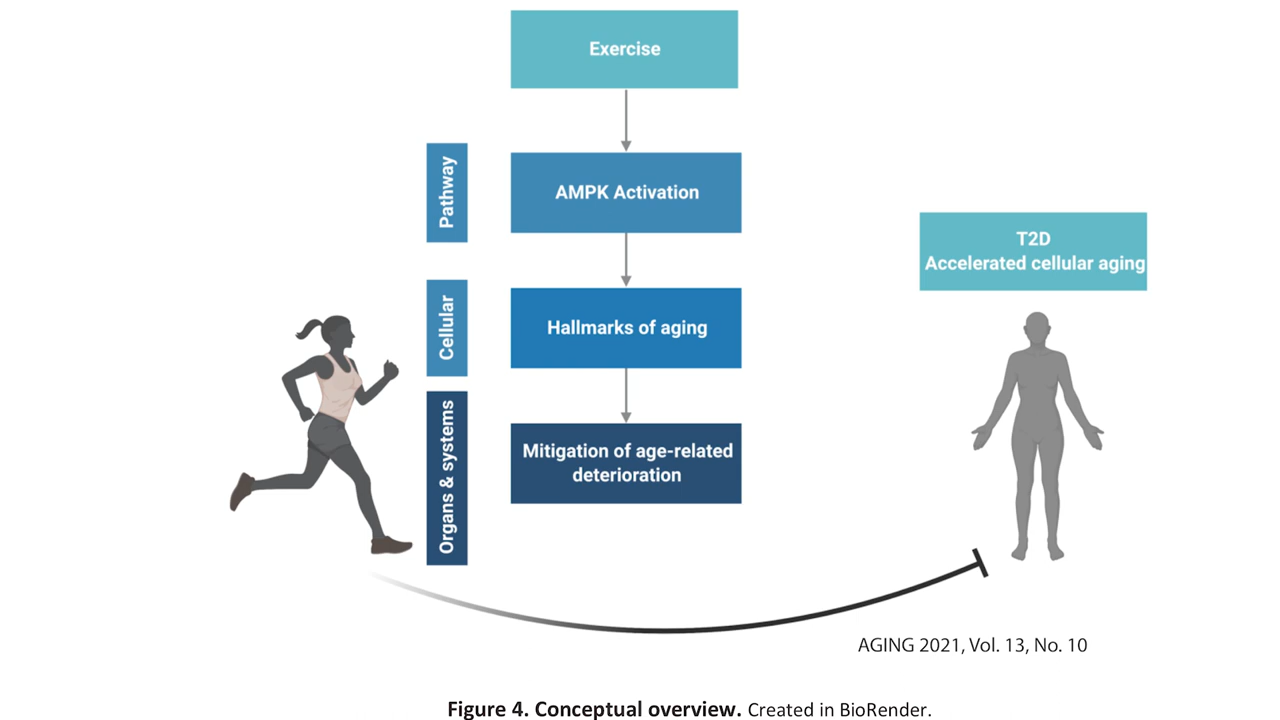 Exercise
Pathway
AMPK Activation
T2D
Accelerated cellular aging
Cellular
Hallmarks of aging
Organs & systems
Mitigation of age-related
deterioration
AGING 2021, Vol. 13, No. 10
Figure 4. Conceptual overview. Created in BioRender.